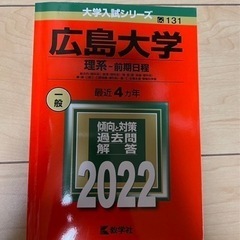 大学入試シリーズ
131
広島大学
理系－前期日程
一般
最近4カ年
傾向と対策
過去問
解答
2022
教学社